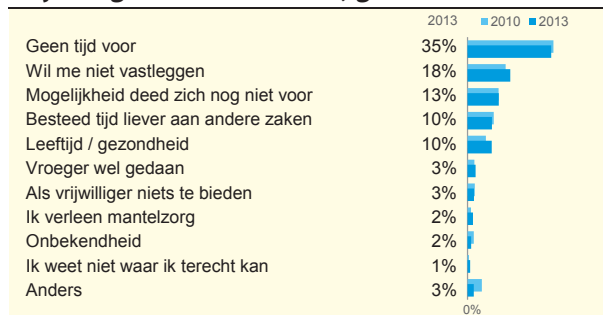 2013 2010 2013
Geen tijd voor 35%
Wil me niet vastleggen 18%
Mogelijkheid deed zich nog niet voor 13%
Besteed tijd liever aan andere zaken 10%
Leeftijd / gezondheid 10%
Vroeger wel gedaan 3%
Als vrijwilliger niets te bieden 3%
Ik verleen mantelzorg 2%
Onbekendheid 2%
Ik weet niet waar ik terecht kan 1%
Anders 3%
0%